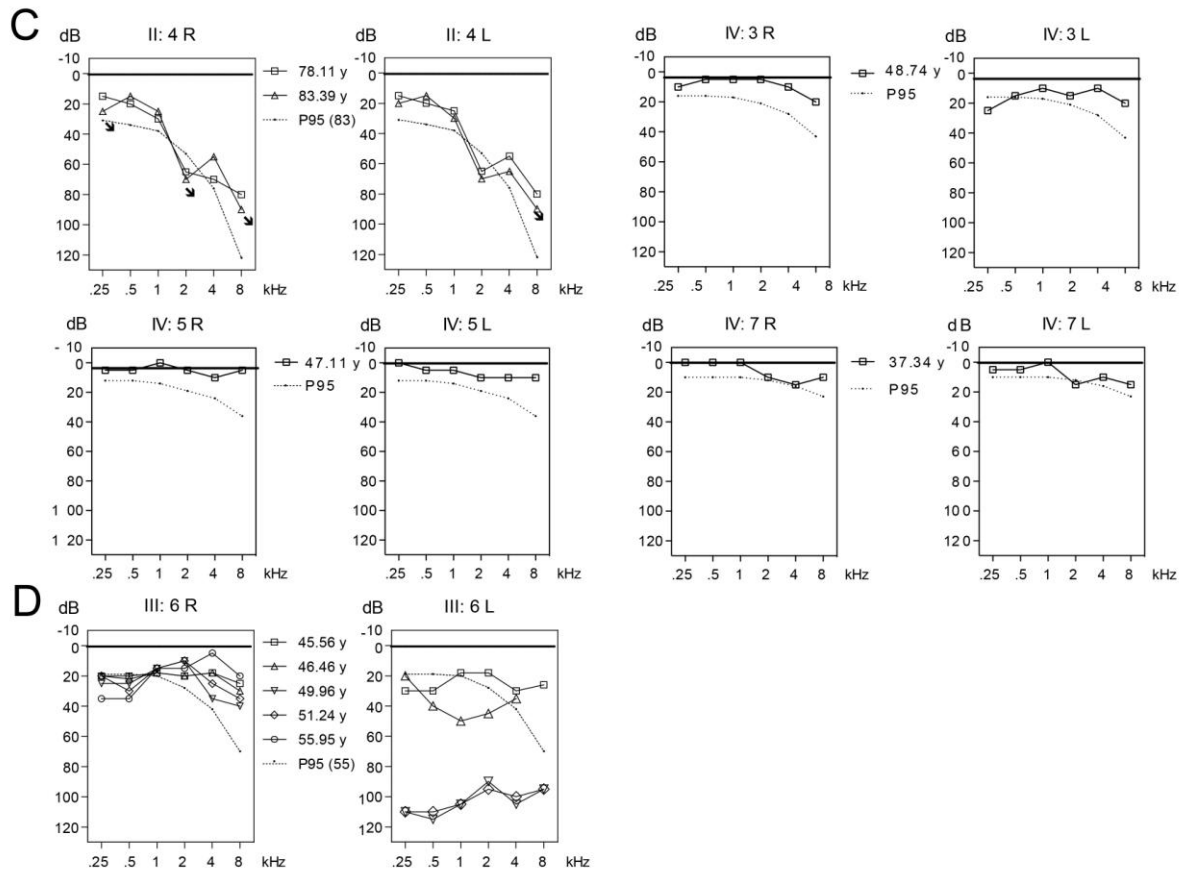 C
dB II: 4 R
-10
0
20
40
60
80
100
120
.25 .5 1 2 4 8 kHz
78.11 y
83.39 y
P95 (83)
dB II: 4 L
-10
0
20
40
60
80
100
120
.25 .5 1 2 4 8 kHz
dB IV: 3 R
-10
0
20
40
60
80
100
120
.25 .5 1 2 4 8 kHz
48.74 y
P95
dB IV: 3 L
-10
0
20
40
60
80
100
120
.25 .5 1 2 4 8 kHz
dB IV: 5 R
- 10
0
20
40
60
80
1 00
1 20
.25 .5 1 2 4 8 kHz
47.11 y
P95
dB IV: 5 L
-10
0
20
40
60
80
100
120
.25 .5 1 2 4 8 kHz
dB IV: 7 R
-10
0
20
40
60
80
100
120
.25 .5 1 2 4 8 kHz
37.34 y
P95
d B IV: 7 L
-10
0
20
40
60
80
10 0
120
.25 .5 1 2 4 8 kHz
D
dB III: 6 R
-10
0
20
40
60
80
100
120
.25 .5 1 2 4 8 kHz
45.56 y
46.46 y
49.96 y
51.24 y
55.95 y
P95 (55)
dB III: 6 L
-10
0
20
40
60
80
100
120
.25 .5 1 2 4 8 kHz